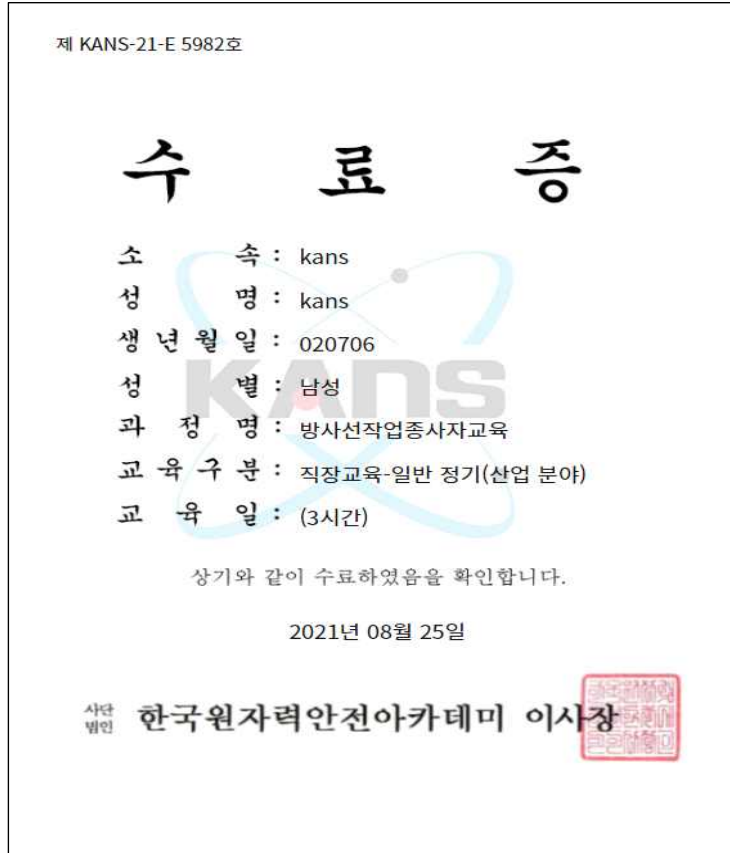 제 KANS-21-E 5982호
수 료 증
소 속 : kans
성 명 : kans
생 년 월 일 : 020706
성 별 : 남성
과 정 명 : 방사선작업종사자교육
교 육 구 분 : 직장교육-일반 정기(산업 분야)
교 육 일 : (3시간)
KANS
상기와 같이 수료하였음을 확인합니다.
2021년 08월 25일
사단법인 한국원자력안전아카데미 이사장